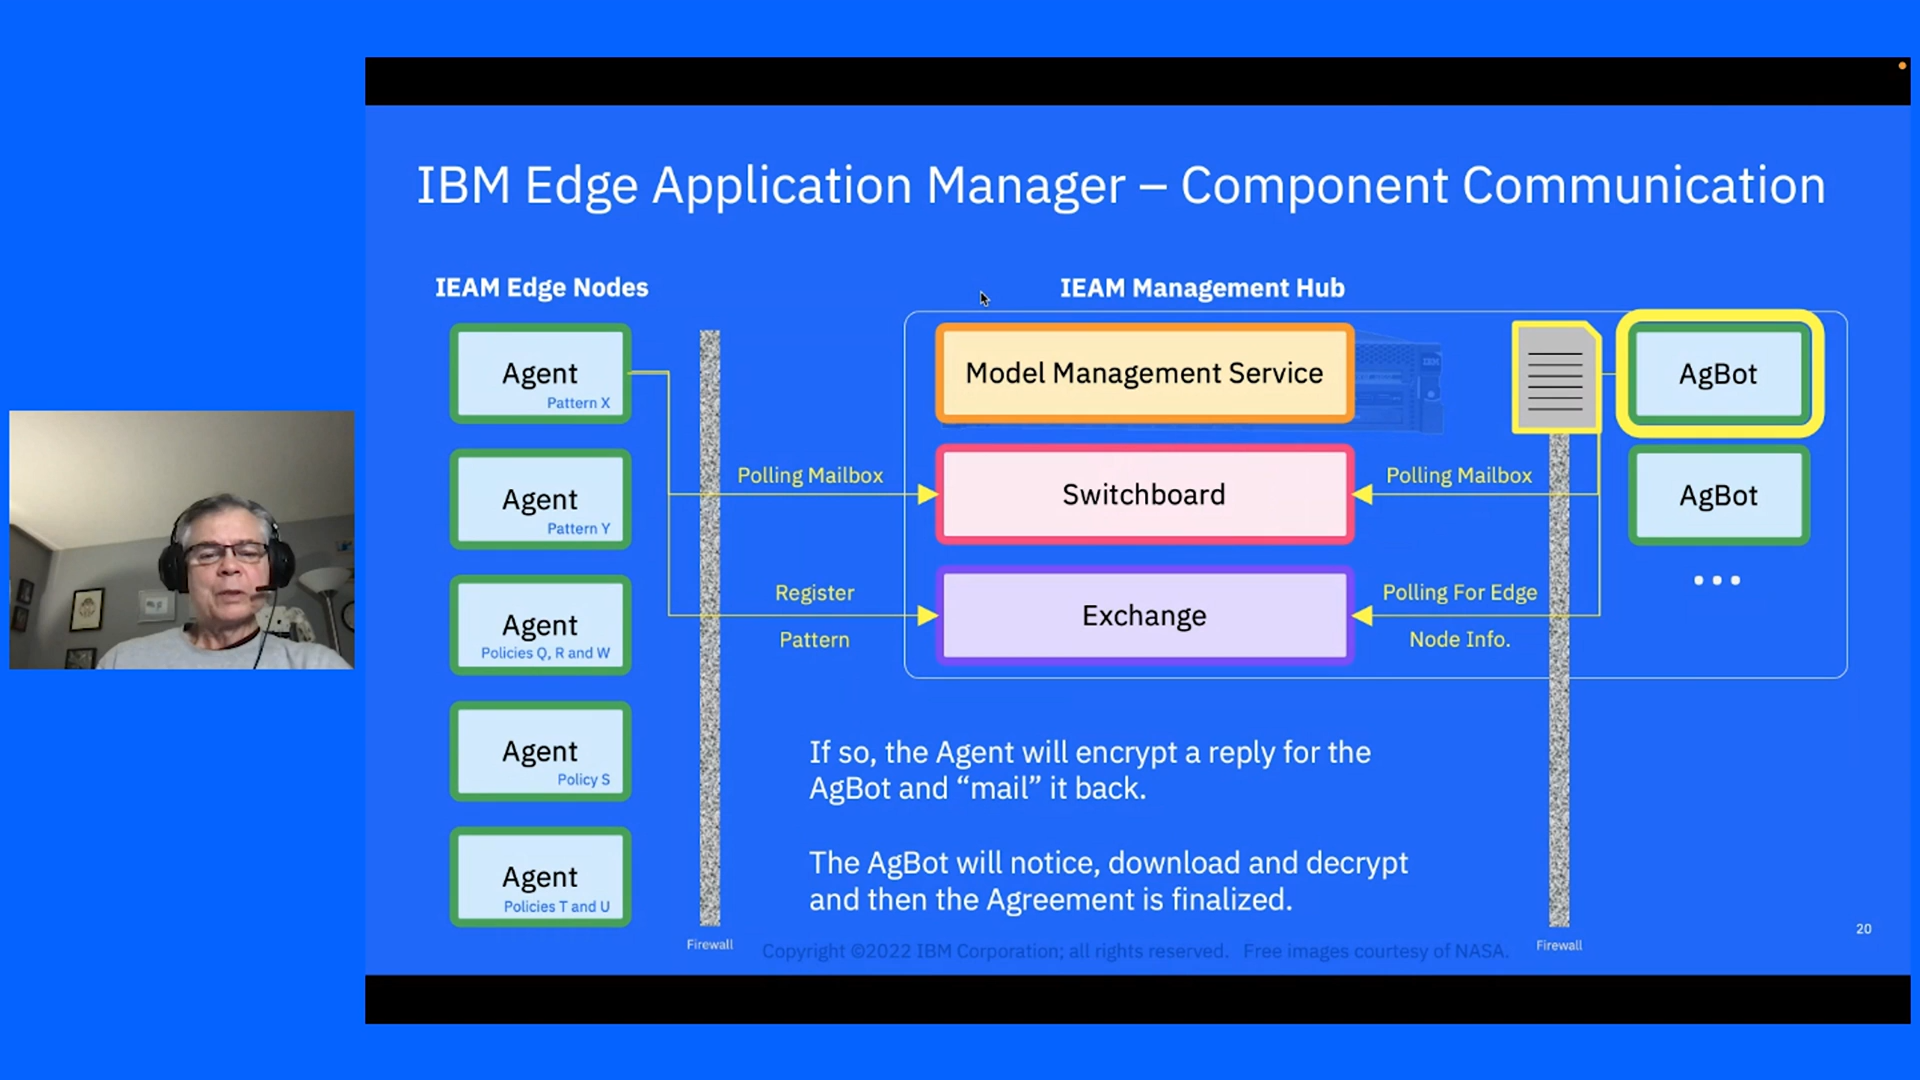 IBM Edge Application Manager – Component Communication
IEAM Edge Nodes
IEAM Management Hub
Agent
Pattern X
Agent
Pattern Y
Agent
Policies Q, R and W
Agent
Policy S
Agent
Policies T and U
Firewall
Polling Mailbox
Register
Pattern
Model Management Service
IBM
Switchboard
Exchange
Polling Mailbox
Polling For Edge
Node Info.
AgBot
AgBot
If so, the Agent will encrypt a reply for the
AgBot and “mail” it back.
The AgBot will notice, download and decrypt
and then the Agreement is finalized.
Firewall
Copyright ©2022 IBM Corporation; all rights reserved. Free images courtesy of NASA.
20